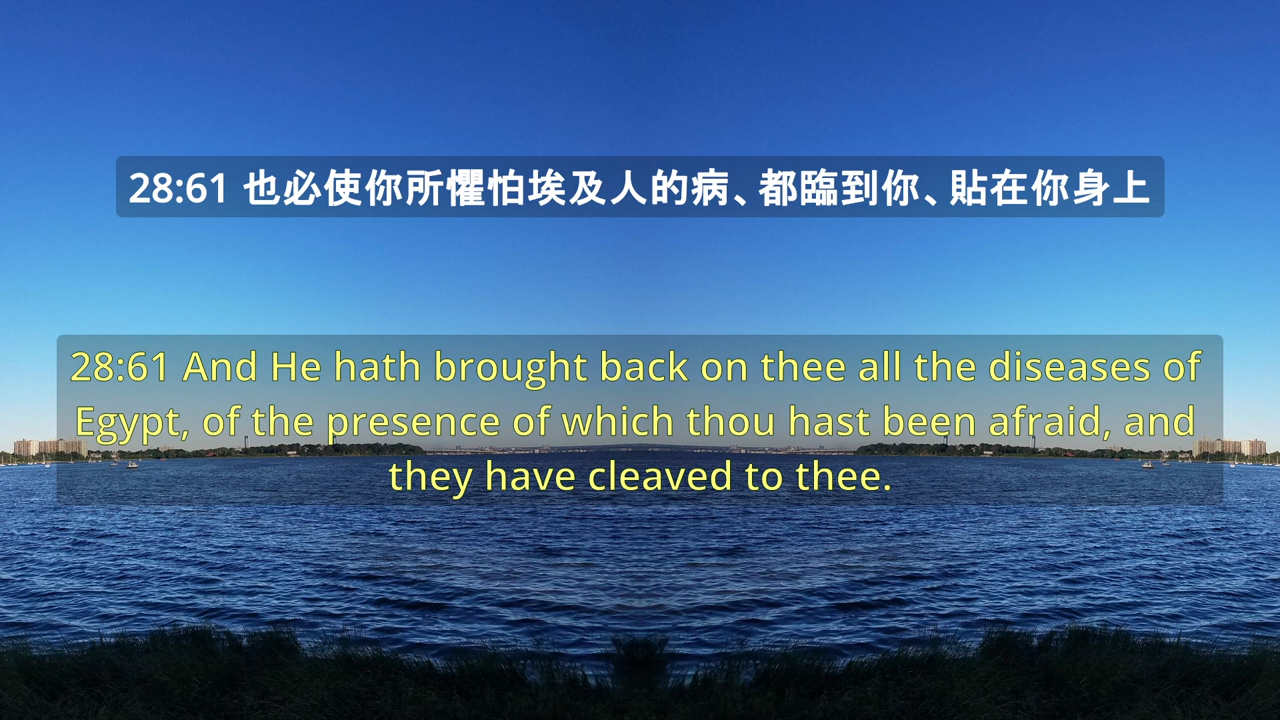 28:61 也必使你所懼怕埃及人的病、都臨到你、貼在你身上
28:61 And He hath brought back on thee all the diseases of
Egypt, of the presence of which thou hast been afraid, and
they have cleaved to thee.